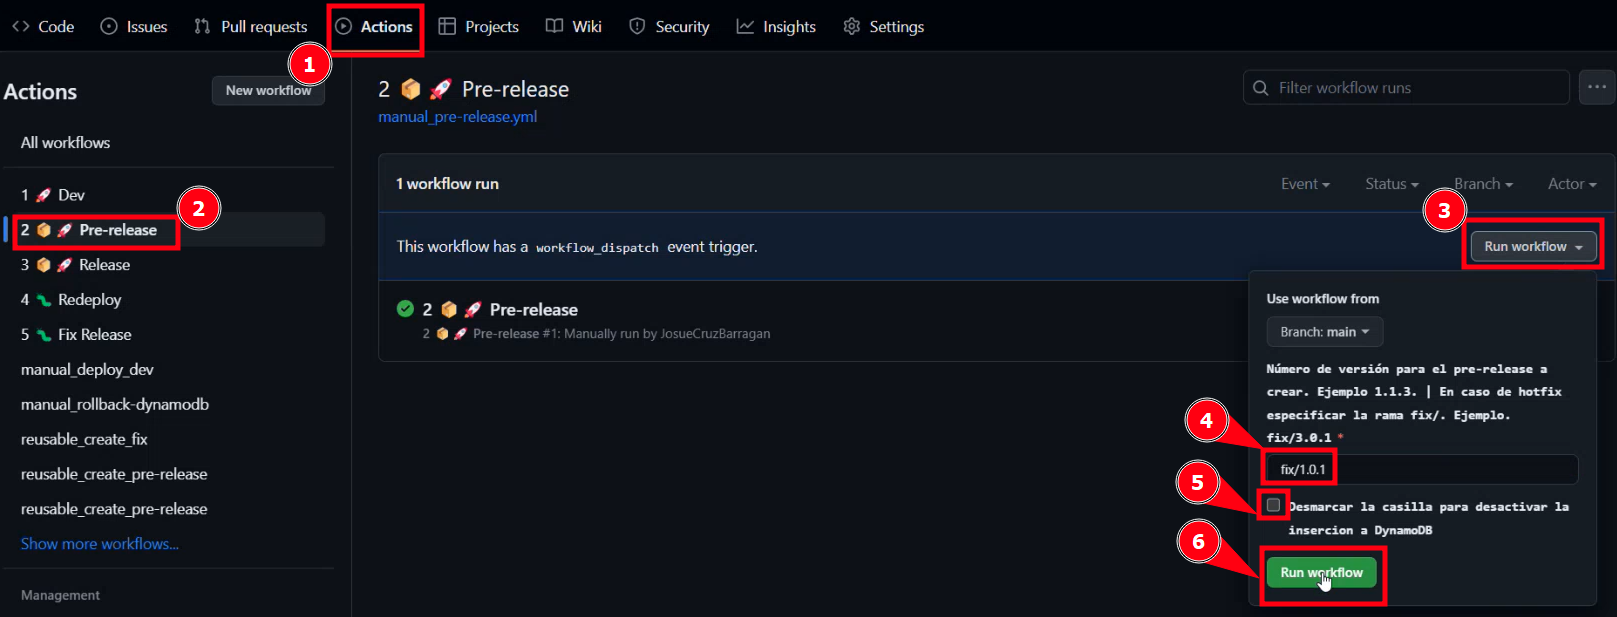 Code Issues Pull requests Actions Projects Wiki Security Insights Settings
1
Actions
New workflow
All workflows
1 🚀 Dev
2 📦 🚀 Pre-release
2
3 📦 🚀 Release
4 🐛 Redeploy
5 🐛 Fix Release
manual_deploy_dev
manual_rollback-dynamodb
reusable_create_fix
reusable_create_pre-release
reusable_create_pre-release
Show more workflows...
Management
2 📦 🚀 Pre-release
manual_pre-release.yml
Filter workflow runs
1 workflow run
Event Status Branch Actor
3
This workflow has a workflow_dispatch event trigger.
Run workflow
2 📦 🚀 Pre-release
2 📦 🚀 Pre-release #1: Manually run by JosueCruzBarragan
Use workflow from
Branch: main
Número de versión para el pre-release a
crear. Ejemplo 1.1.3. | En caso de hotfix
especificar la rama fix/. Ejemplo.
fix/3.0.1 *
4
fix/1.0.1
5
Desmarcar la casilla para desactivar la
insercion a DynamoDB
6
Run workflow